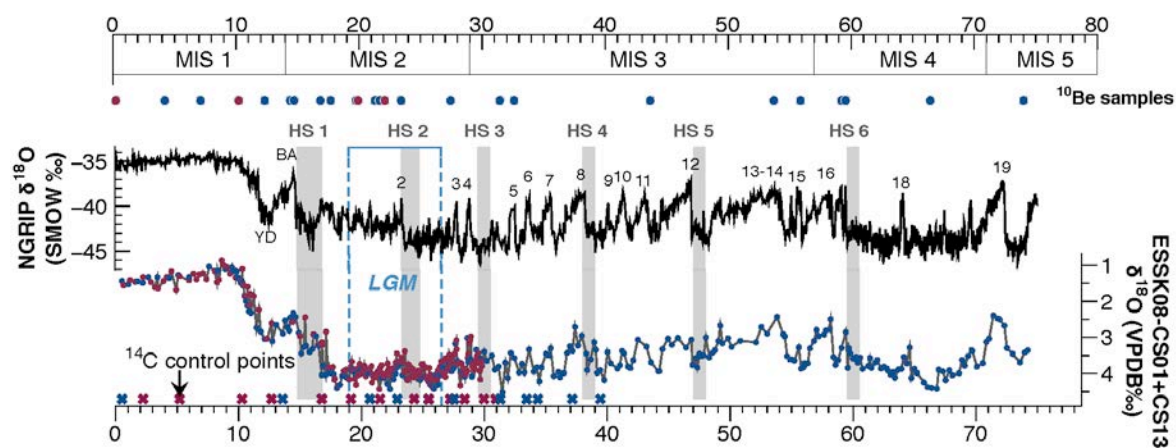 0 10 20 30 40 50 60 70 80
MIS 1 MIS 2 MIS 3 MIS 4 MIS 5
¹⁰Be samples
HS 1 HS 2 HS 3 HS 4 HS 5 HS 6
NGRIP δ¹⁸O
(SMOW ‰)
−35
−40
−45
BA
YD
2 3 4 5 6 7 8 9 10 11 12 13-14 15 16 18 19
LGM
¹⁴C control points
1
2
3
4
ESSK08-CS01+CS13
δ¹⁸O (VPDB‰)
0 10 20 30 40 50 60 70